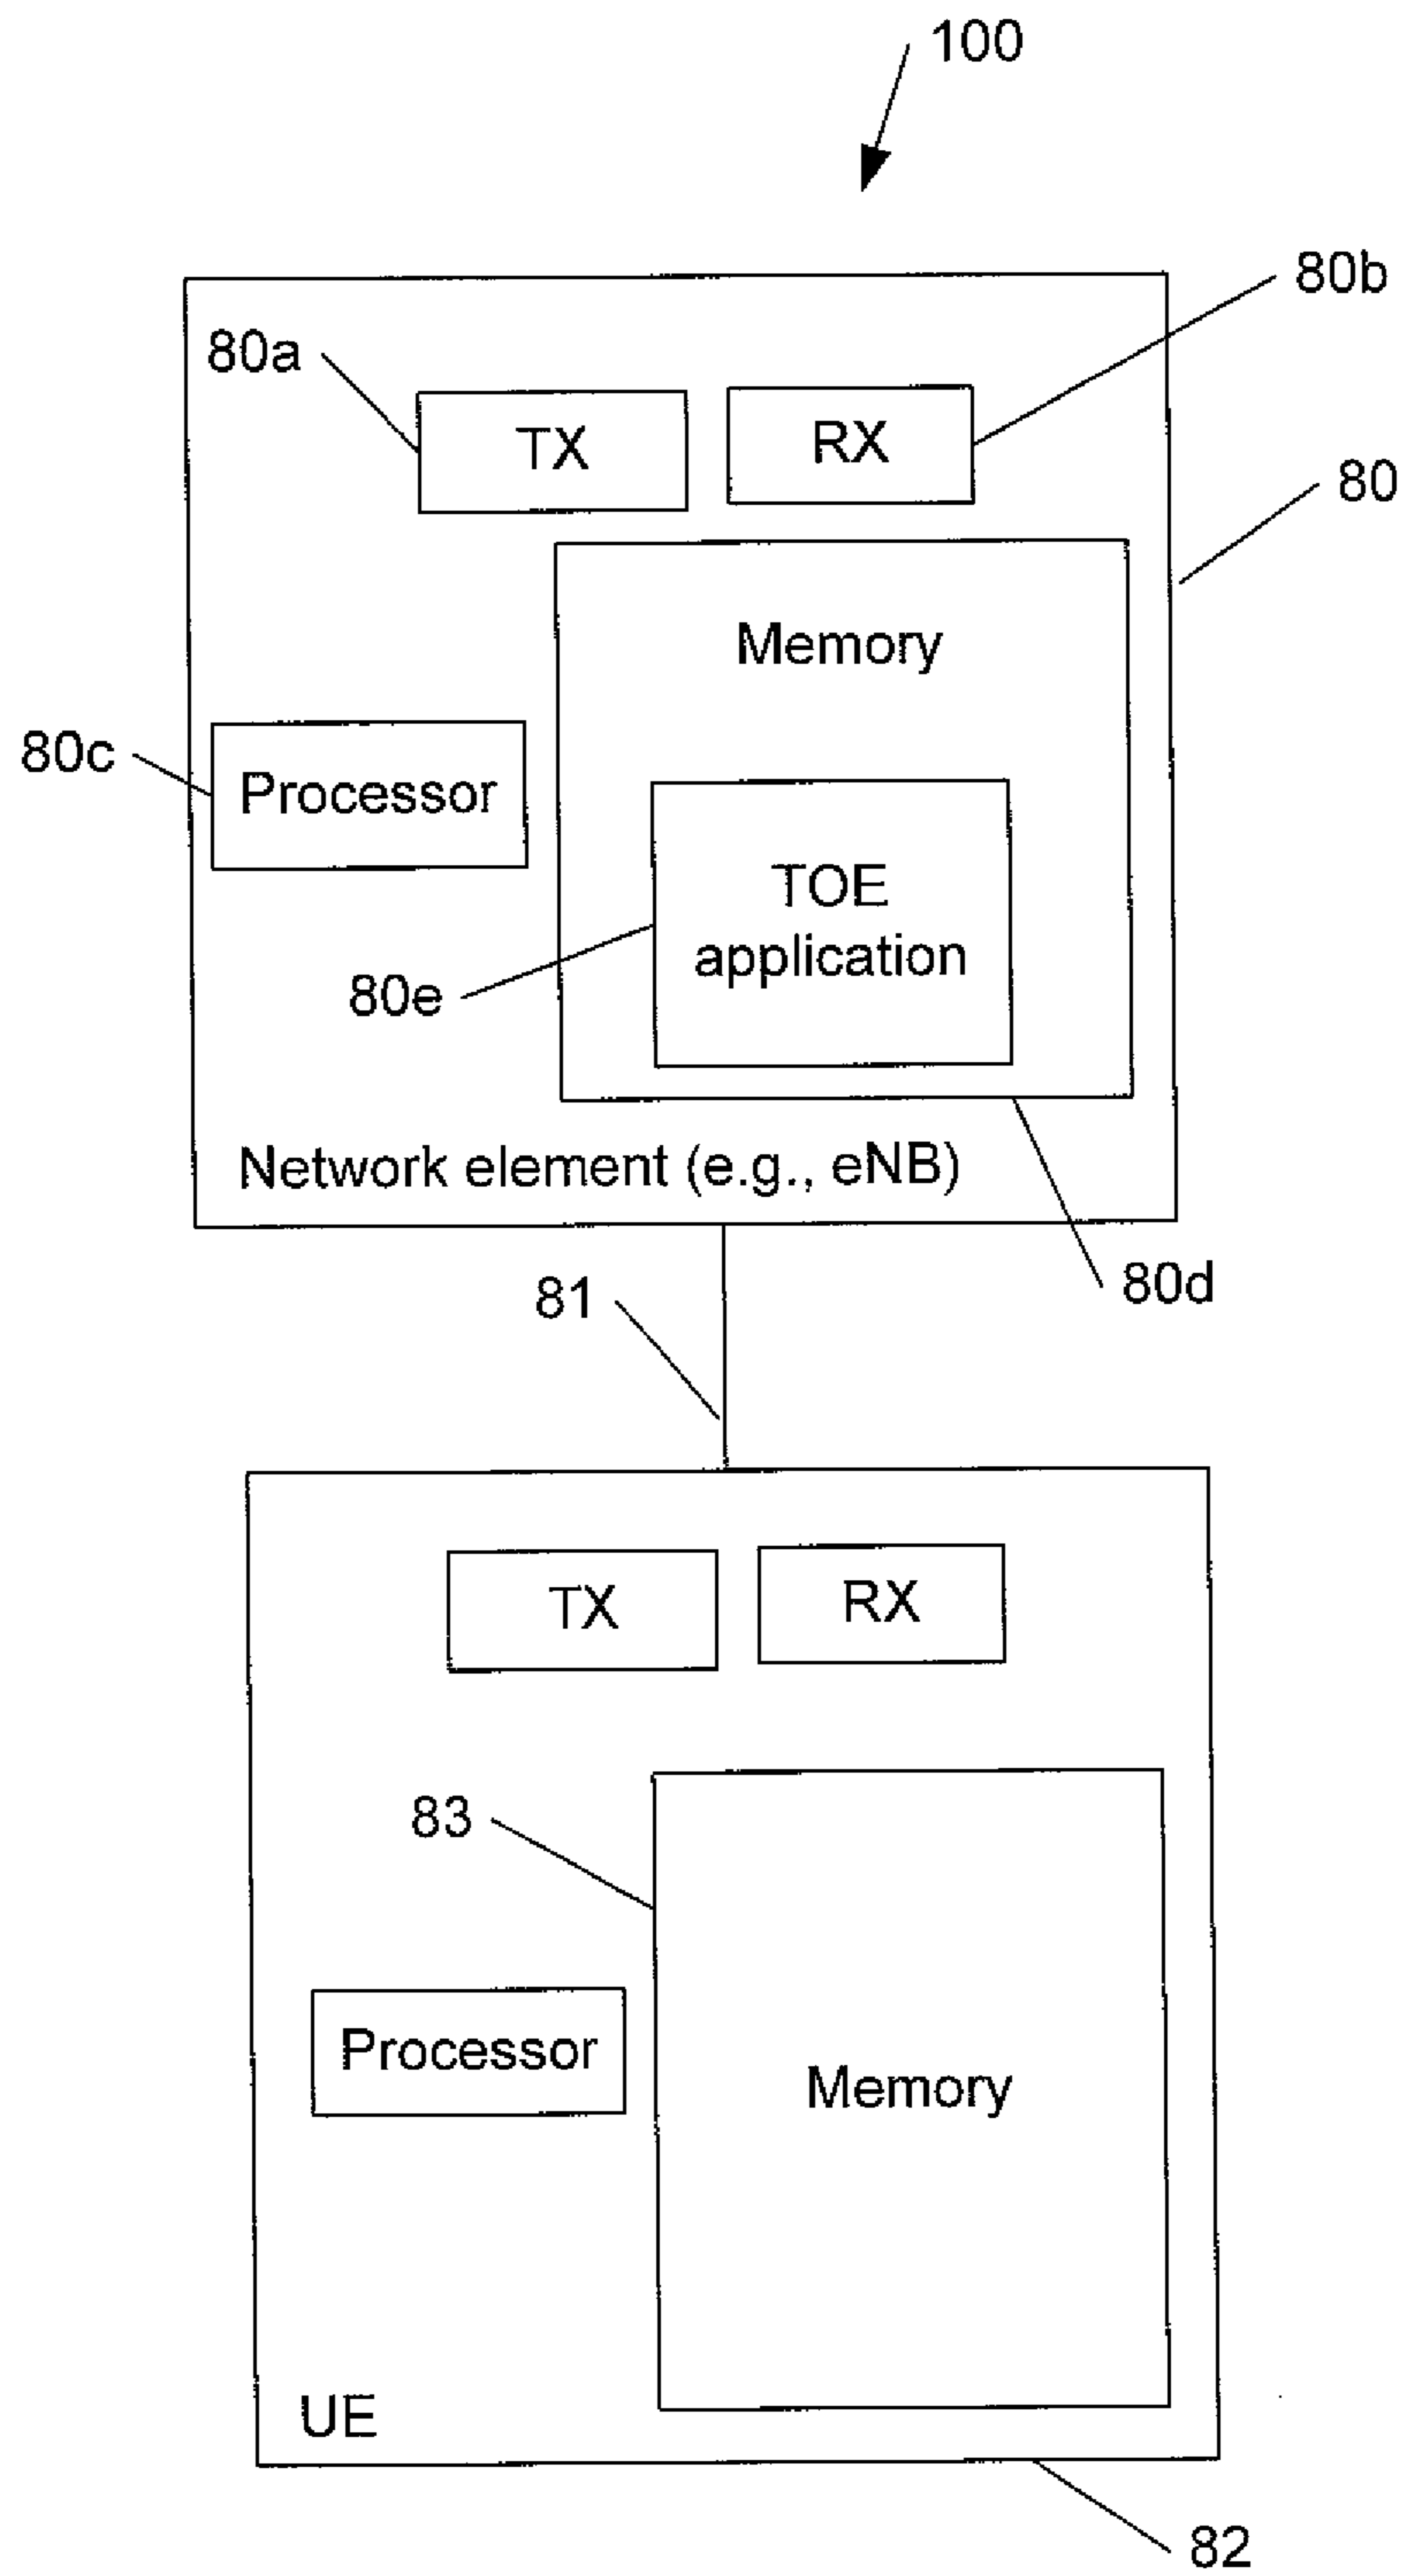 100
80b
80a
TX
RX
80
Memory
80c
Processor
TOE
application
80e
Network element (e.g., eNB)
80d
81
TX
RX
83
Processor
Memory
UE
82